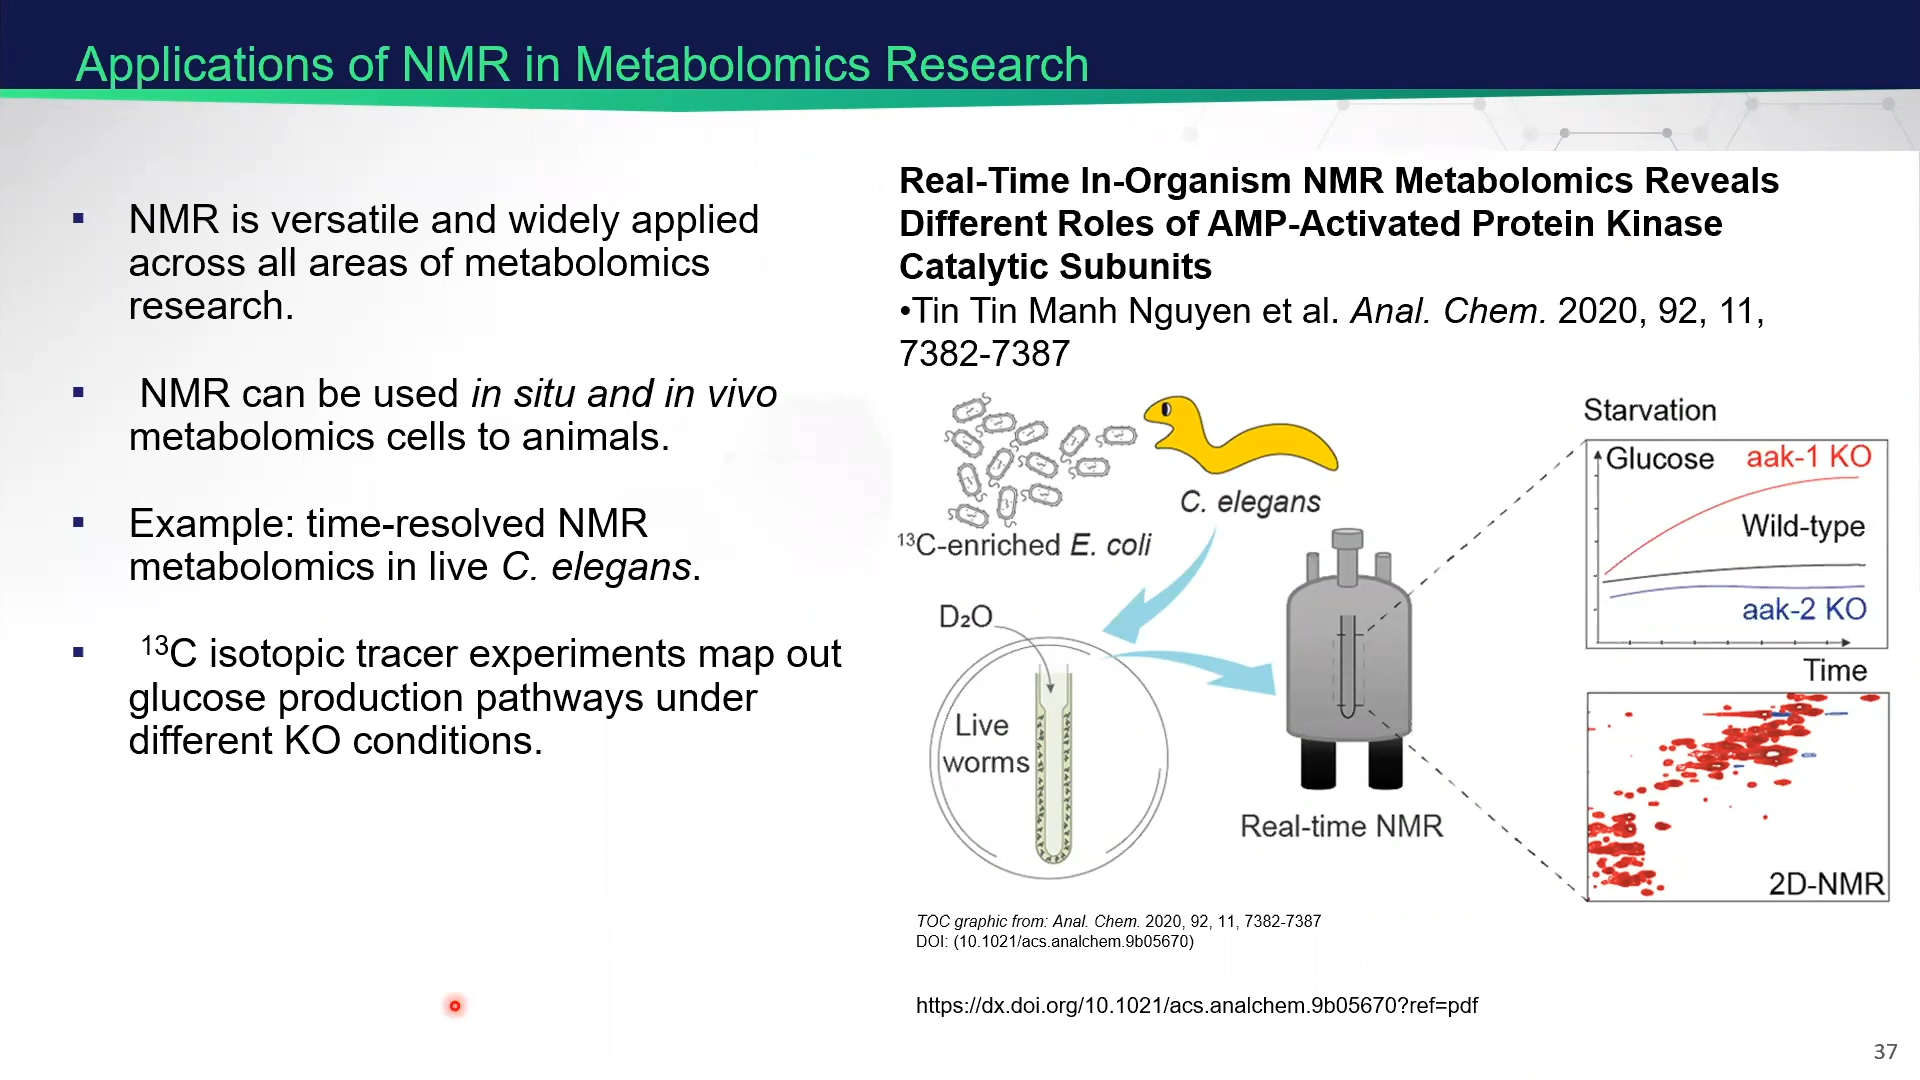 Applications of NMR in Metabolomics Research
▪ NMR is versatile and widely applied
across all areas of metabolomics
research.
▪ NMR can be used in situ and in vivo
metabolomics cells to animals.
▪ Example: time-resolved NMR
metabolomics in live C. elegans.
▪ ¹³C isotopic tracer experiments map out
glucose production pathways under
different KO conditions.
Real-Time In-Organism NMR Metabolomics Reveals
Different Roles of AMP-Activated Protein Kinase
Catalytic Subunits
•Tin Tin Manh Nguyen et al. Anal. Chem. 2020, 92, 11,
7382-7387
C. elegans
¹³C-enriched E. coli
D₂O
Live
worms
Real-time NMR
Starvation
Glucose
aak-1 KO
Wild-type
aak-2 KO
Time
2D-NMR
TOC graphic from: Anal. Chem. 2020, 92, 11, 7382-7387
DOI: (10.1021/acs.analchem.9b05670)
https://dx.doi.org/10.1021/acs.analchem.9b05670?ref=pdf
37